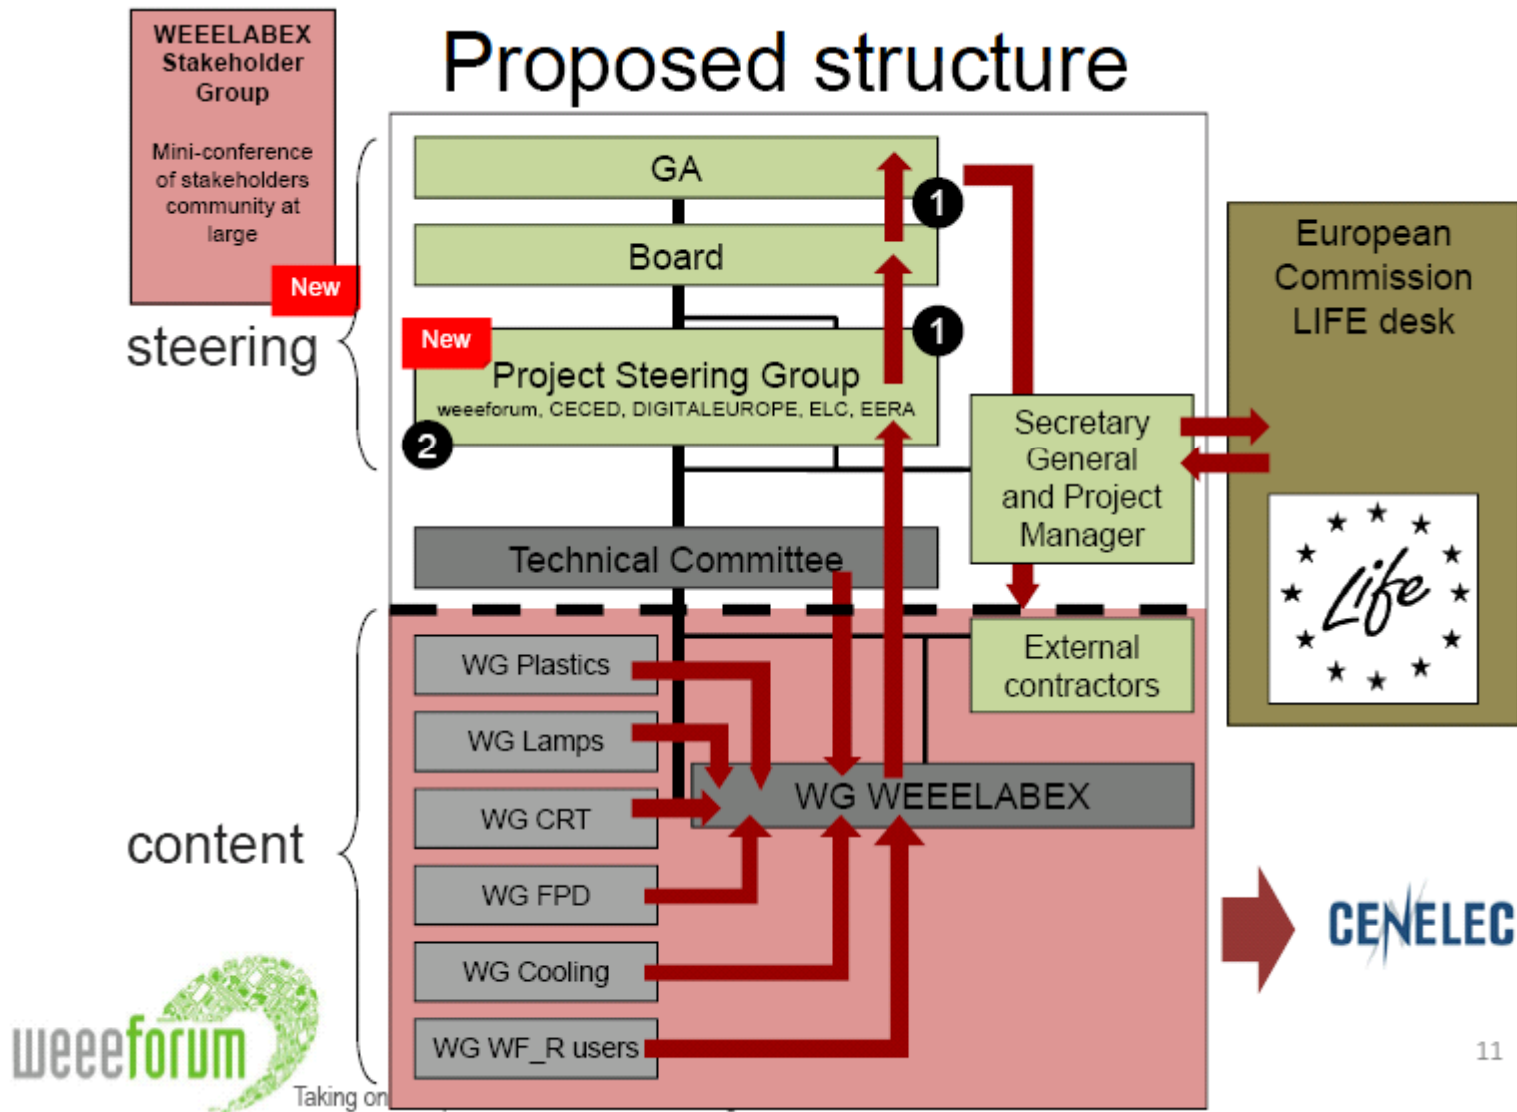 WEEELABEX
Stakeholder
Group
Mini-conference
of stakeholders
community at
large
New
Proposed structure
GA
1
Board
steering
New
1
Project Steering Group
weeeforum, CECED, DIGITALEUROPE, ELC, EERA
2
Secretary
General
and Project
Manager
European
Commission
LIFE desk
Life
Technical Committee
External
contractors
content
WG Plastics
WG Lamps
WG WEEELABEX
WG CRT
WG FPD
WG Cooling
WG WF_R users
CENELEC
weeeforum
Taking on
11